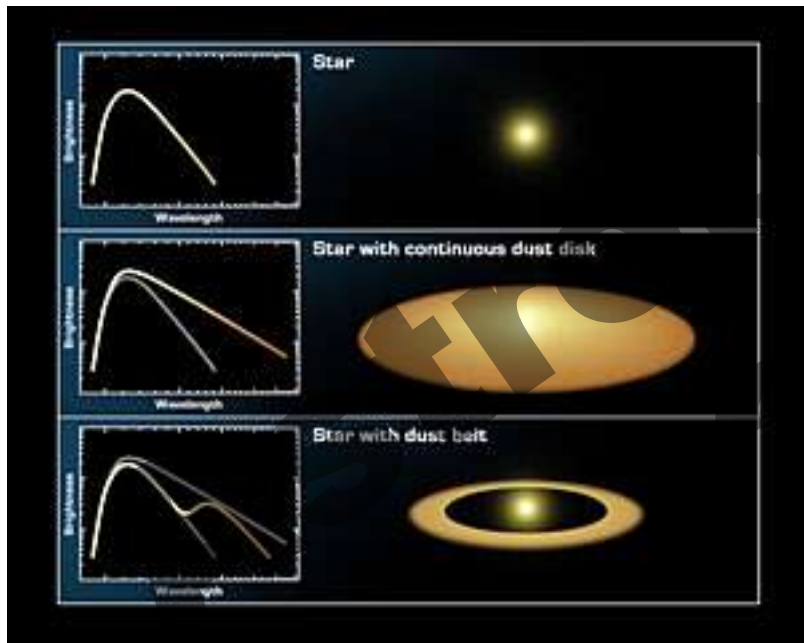 Star
Brightness
Wavelength
Star with continuous dust disk
Brightness
Wavelength
Star with dust belt
Brightness
Wavelength